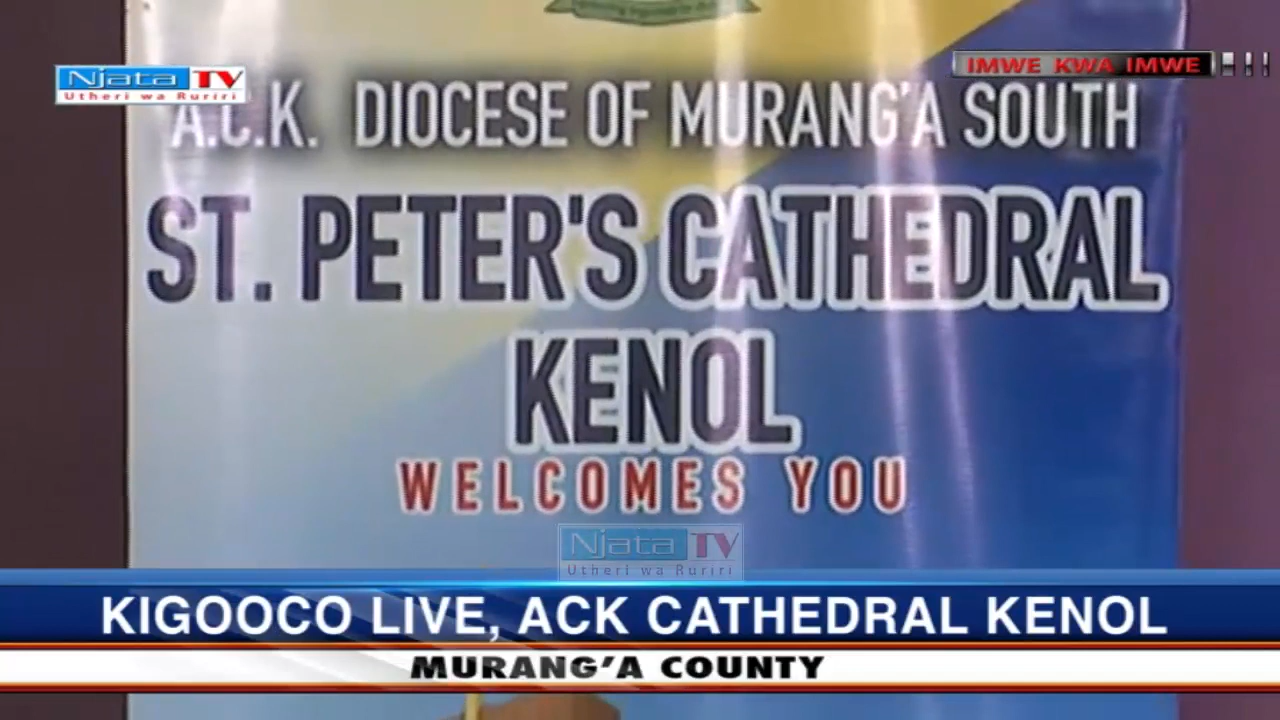 Njata TV
Utheri wa Ruriri
IMWE KWA IMWE
A.C.K. DIOCESE OF MURANG'A SOUTH
ST. PETER'S CATHEDRAL
KENOL
WELCOMES YOU
Njata TV
Utheri wa Ruriri
KIGOOCO LIVE, ACK CATHEDRAL KENOL
MURANG'A COUNTY